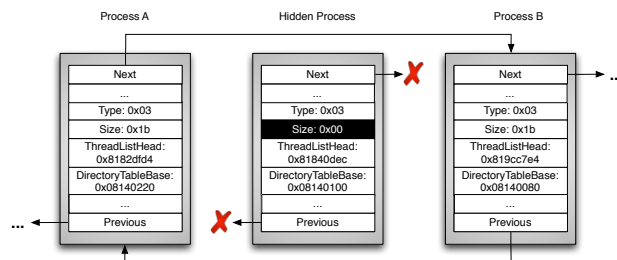 Process A
Hidden Process
Process B
Next
...
Type: 0x03
Size: 0x1b
ThreadListHead:
0x8182dfd4
DirectoryTableBase:
0x08140220
...
Previous
...
Next
...
Type: 0x03
Size: 0x00
ThreadListHead:
0x81840dec
DirectoryTableBase:
0x08140100
...
Previous
Next
...
Type: 0x03
Size: 0x1b
ThreadListHead:
0x819cc7e4
DirectoryTableBase:
0x08140080
...
Previous
...